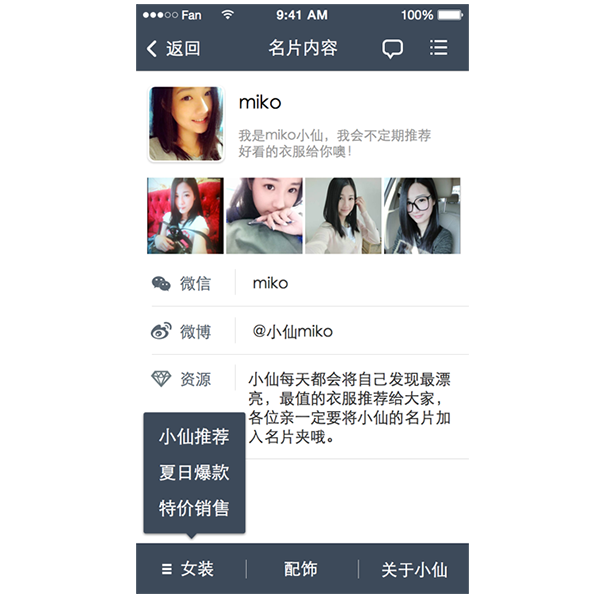 Fan 9:41 AM 100%
返回 名片内容
miko
我是miko小仙，我会不定期推荐
好看的衣服给你噢！
微信 miko
微博 @小仙miko
资源 小仙每天都会将自己发现最漂
亮，最值的衣服推荐给大家，
各位亲一定要将小仙的名片加
入名片夹哦。
小仙推荐
夏日爆款
特价销售
女装 配饰 关于小仙